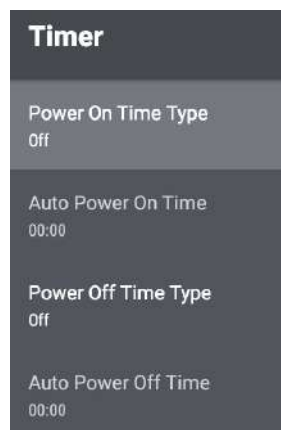 Timer
Power On Time Type
Off
Auto Power On Time
00:00
Power Off Time Type
Off
Auto Power Off Time
00:00